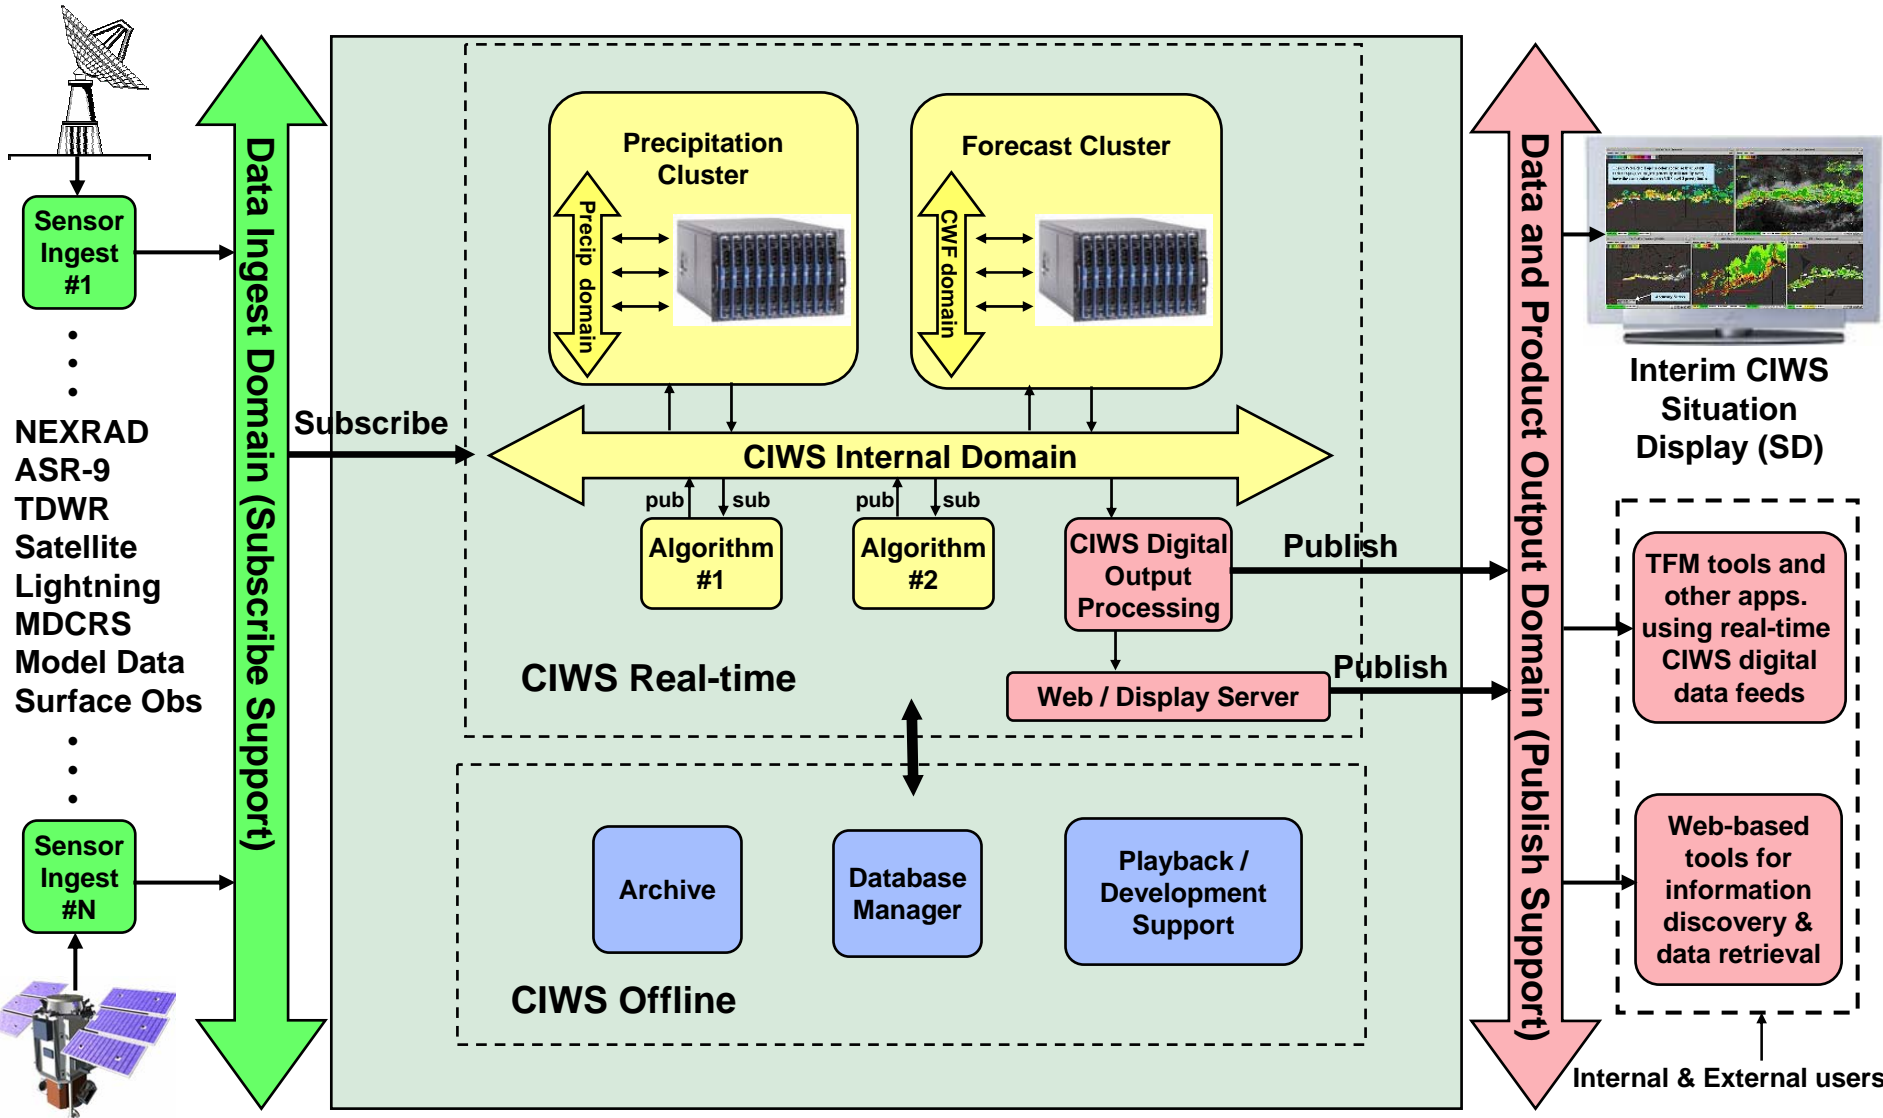 Precipitation
Cluster
Precip domain
Forecast Cluster
CWF domain
Data Ingest Domain (Subscribe Support)
Data and Product Output Domain (Publish Support)
Sensor
Ingest
#1
NEXRAD
ASR-9
TDWR
Satellite
Lightning
MDCRS
Model Data
Surface Obs
Sensor
Ingest
#N
Subscribe
CIWS Internal Domain
pub
sub
pub
sub
Algorithm
#1
Algorithm
#2
CIWS Digital
Output
Processing
Publish
CIWS Real-time
Web / Display Server
Publish
Archive
Database
Manager
Playback /
Development
Support
CIWS Offline
Interim CIWS
Situation
Display (SD)
TFM tools and
other apps.
using real-time
CIWS digital
data feeds
Web-based
tools for
information
discovery &
data retrieval
Internal & External users